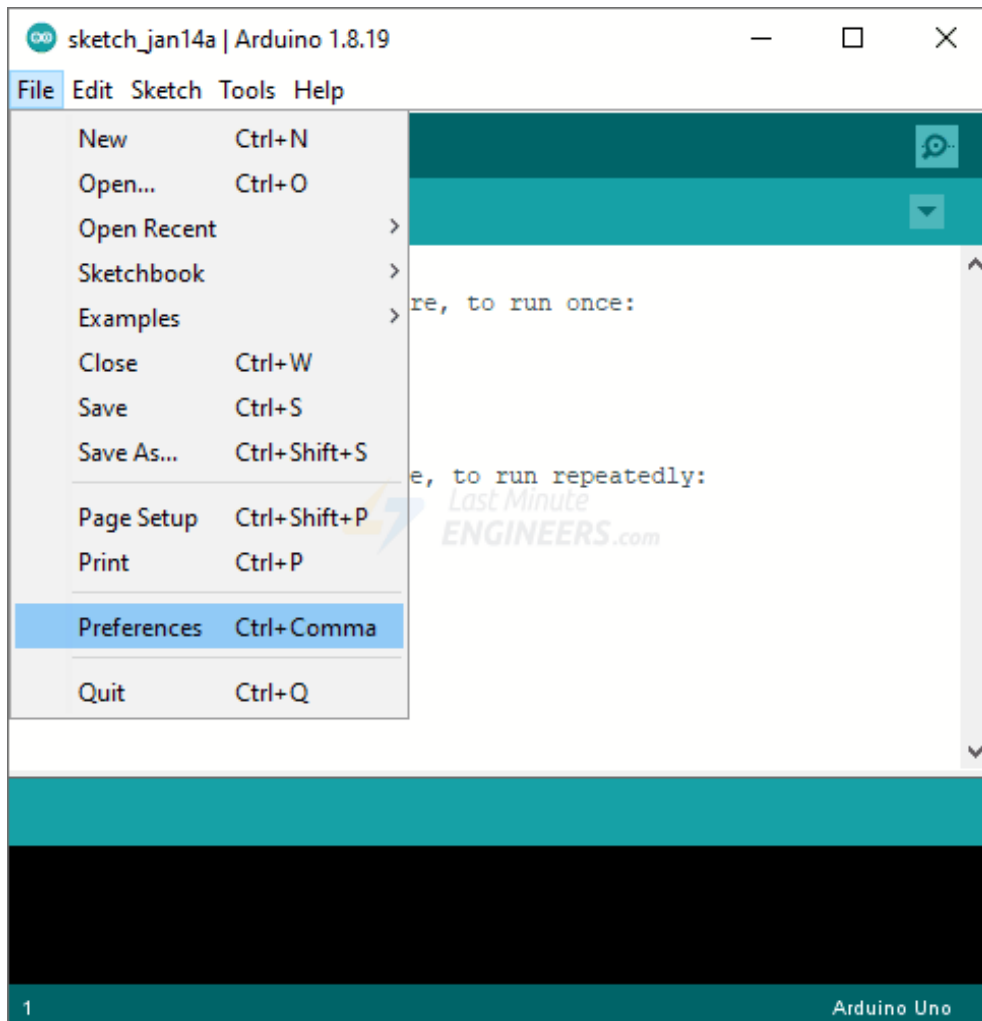 sketch_jan14a | Arduino 1.8.19
File Edit Sketch Tools Help
New Ctrl+N
Open... Ctrl+O
Open Recent
Sketchbook
re, to run once:
Examples
Close Ctrl+W
Save Ctrl+S
Save As... Ctrl+Shift+S
e, to run repeatedly:
Last Minute
ENGINEERS.com
Page Setup Ctrl+Shift+P
Print Ctrl+P
Preferences Ctrl+Comma
Quit Ctrl+Q
1 Arduino Uno